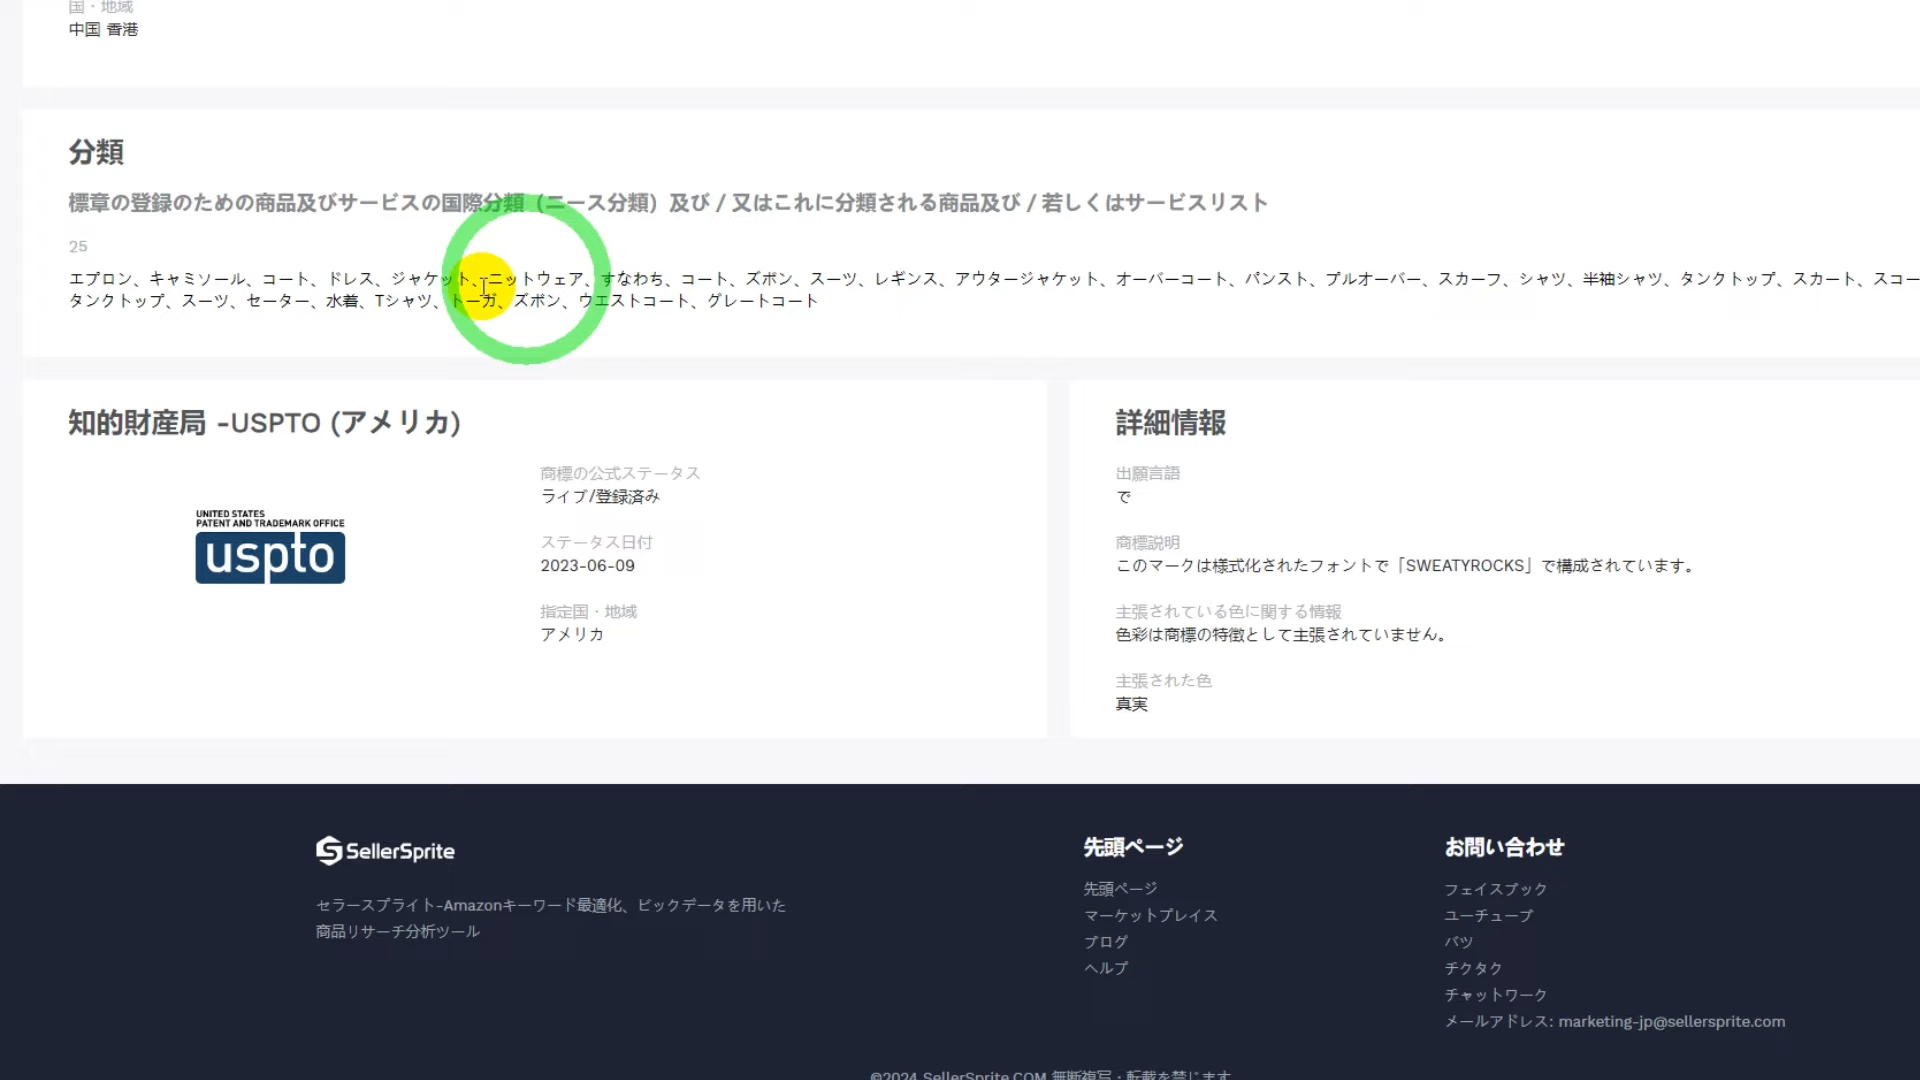 国・地域
中国 香港
分類
標章の登録のための商品及びサービスの国際分類（ニース分類）及び / 又はこれに分類される商品及び / 若しくはサービスリスト
25
エプロン、キャミソール、コート、ドレス、ジャケット、ニットウェア、すなわち、コート、ズボン、スーツ、レギンス、アウタージャケット、オーバーコート、パンスト、プルオーバー、スカーフ、シャツ、半袖シャツ、タンクトップ、スカート、スコー
タンクトップ、スーツ、セーター、水着、Tシャツ、トーガ、ズボン、ウエストコート、グレートコート
知的財産局 -USPTO (アメリカ)
UNITED STATES
PATENT AND TRADEMARK OFFICE
uspto
商標の公式ステータス
ライブ/登録済み
ステータス日付
2023-06-09
指定国・地域
アメリカ
詳細情報
出願言語
で
商標説明
このマークは様式化されたフォントで「SWEATYROCKS」で構成されています。
主張されている色に関する情報
色彩は商標の特徴として主張されていません。
主張された色
真実
SellerSprite
セラースプライト-Amazonキーワード最適化、ビックデータを用いた
商品リサーチ分析ツール
先頭ページ
先頭ページ
マーケットプレイス
ブログ
ヘルプ
お問い合わせ
フェイスブック
ユーチューブ
バツ
チクタク
チャットワーク
メールアドレス: marketing-jp@sellersprite.com
©2024 SellerSprite.COM 無断複写・転載を禁じます